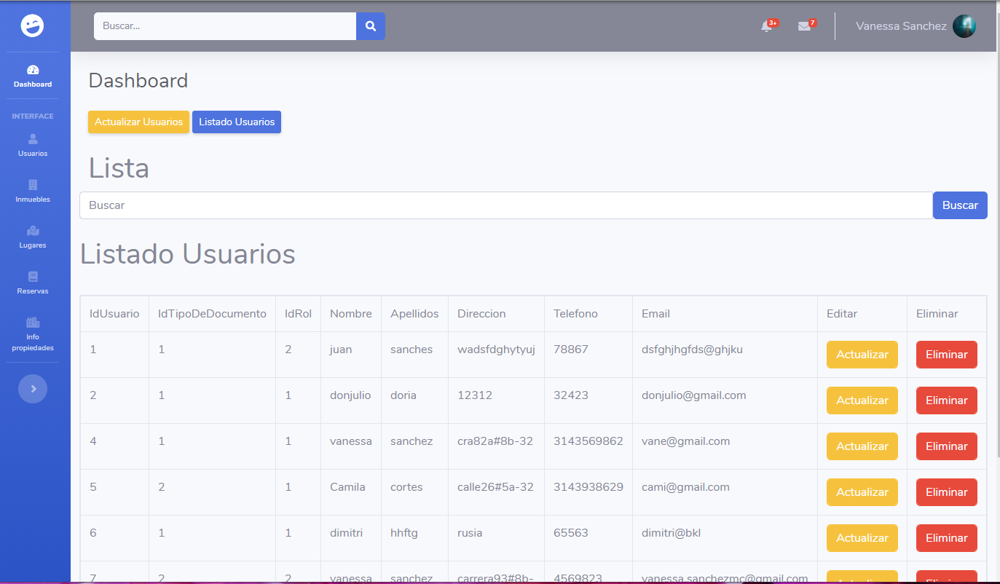 Buscar...
3+
7
Vanessa Sanchez
Dashboard
INTERFACE
Usuarios
Inmuebles
Lugares
Reservas
Info
propiedades
Dashboard
Actualizar Usuarios Listado Usuarios
Lista
Buscar Buscar
Listado Usuarios
IdUsuario IdTipoDeDocumento IdRol Nombre Apellidos Direccion Telefono Email Editar Eliminar
1 1 2 juan sanches wadsfdghytyuj 78867 dsfghjhgfds@ghjku Actualizar Eliminar
2 1 1 donjulio doria 12312 32423 donjulio@gmail.com Actualizar Eliminar
4 1 1 vanessa sanchez cra82a#8b-32 3143569862 vane@gmail.com Actualizar Eliminar
5 2 1 Camila cortes calle26#5a-32 3143938629 cami@gmail.com Actualizar Eliminar
6 1 1 dimitri hhftg rusia 65563 dimitri@bkl Actualizar Eliminar
7 2 2 vanessa sanchez carrera93#8b- 4569823 vanessa.sanchezmc@gmail.com Actualizar Eliminar